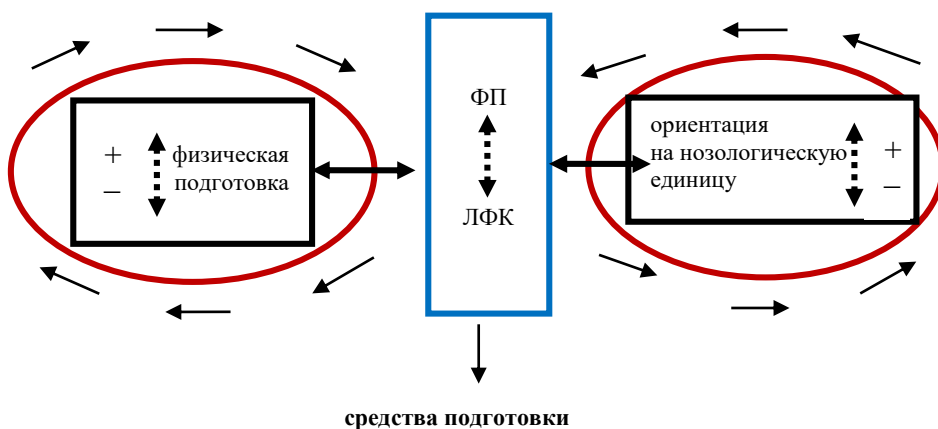 +
–
физическая
подготовка
ФП
ЛФК
ориентация
на нозологическую
единицу
+
–
средства подготовки